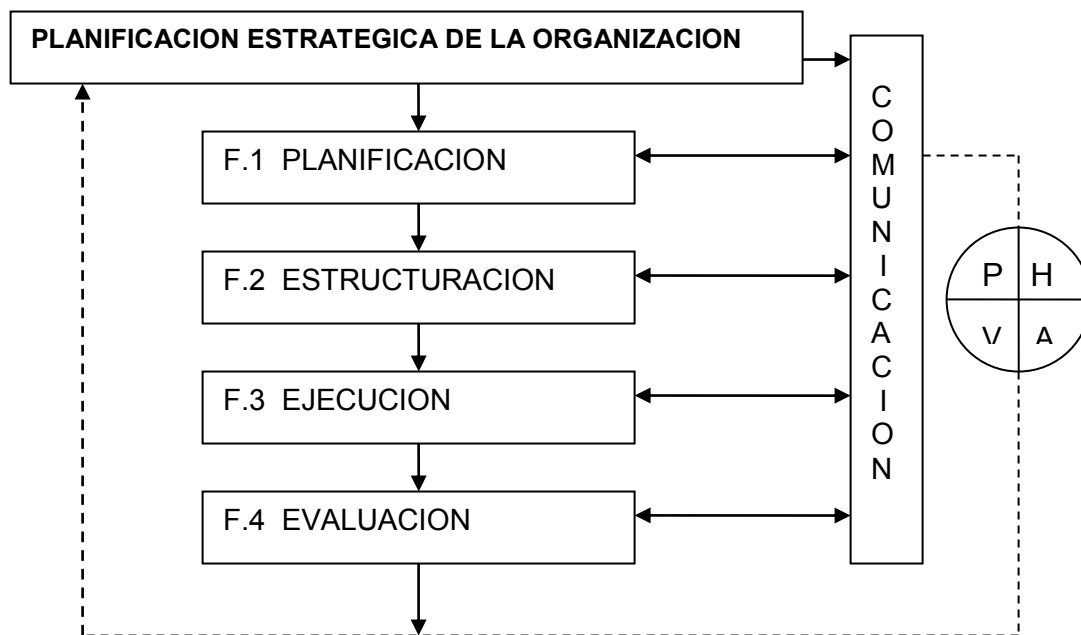 PLANIFICACION ESTRATEGICA DE LA ORGANIZACION
F.1 PLANIFICACION
F.2 ESTRUCTURACION
F.3 EJECUCION
F.4 EVALUACION
C
O
M
U
N
I
C
A
C
I
O
N
P H
V A